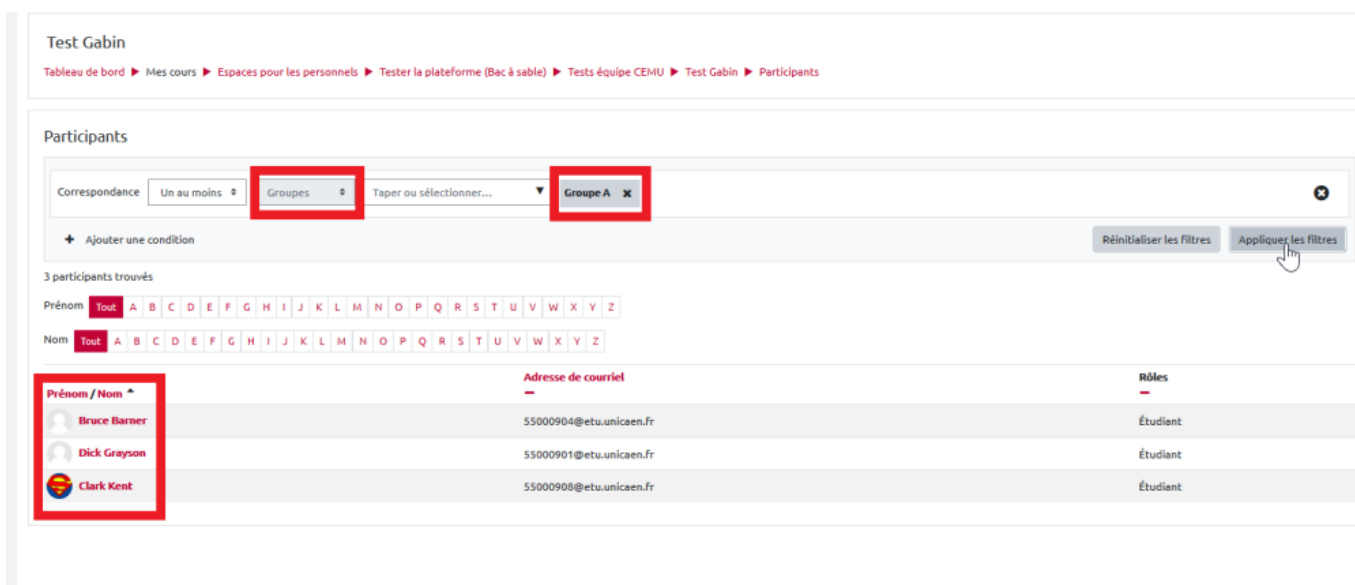 Test Gabin
Tableau de bord ▶ Mes cours ▶ Espaces pour les personnels ▶ Tester la plateforme (Bac à sable) ▶ Tests équipe CEMU ▶ Test Gabin ▶ Participants
Participants
Correspondance Un au moins Groupes Taper ou sélectionner... ▼ Groupe A ✖
+ Ajouter une condition Réinitialiser les filtres Appliquer les filtres
3 participants trouvés
Prénom Tout A B C D E F G H I J K L M N O P Q R S T U V W X Y Z
Nom Tout A B C D E F G H I J K L M N O P Q R S T U V W X Y Z
Prénom / Nom Adresse de courriel Rôles
Bruce Barner 55000904@etu.unicaen.fr Étudiant
Dick Grayson 55000901@etu.unicaen.fr Étudiant
Clark Kent 55000908@etu.unicaen.fr Étudiant